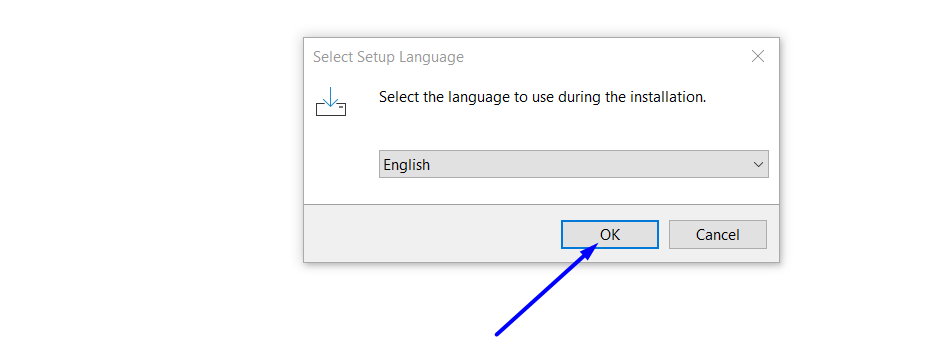 Select Setup Language
Select the language to use during the installation.
English
OK
Cancel